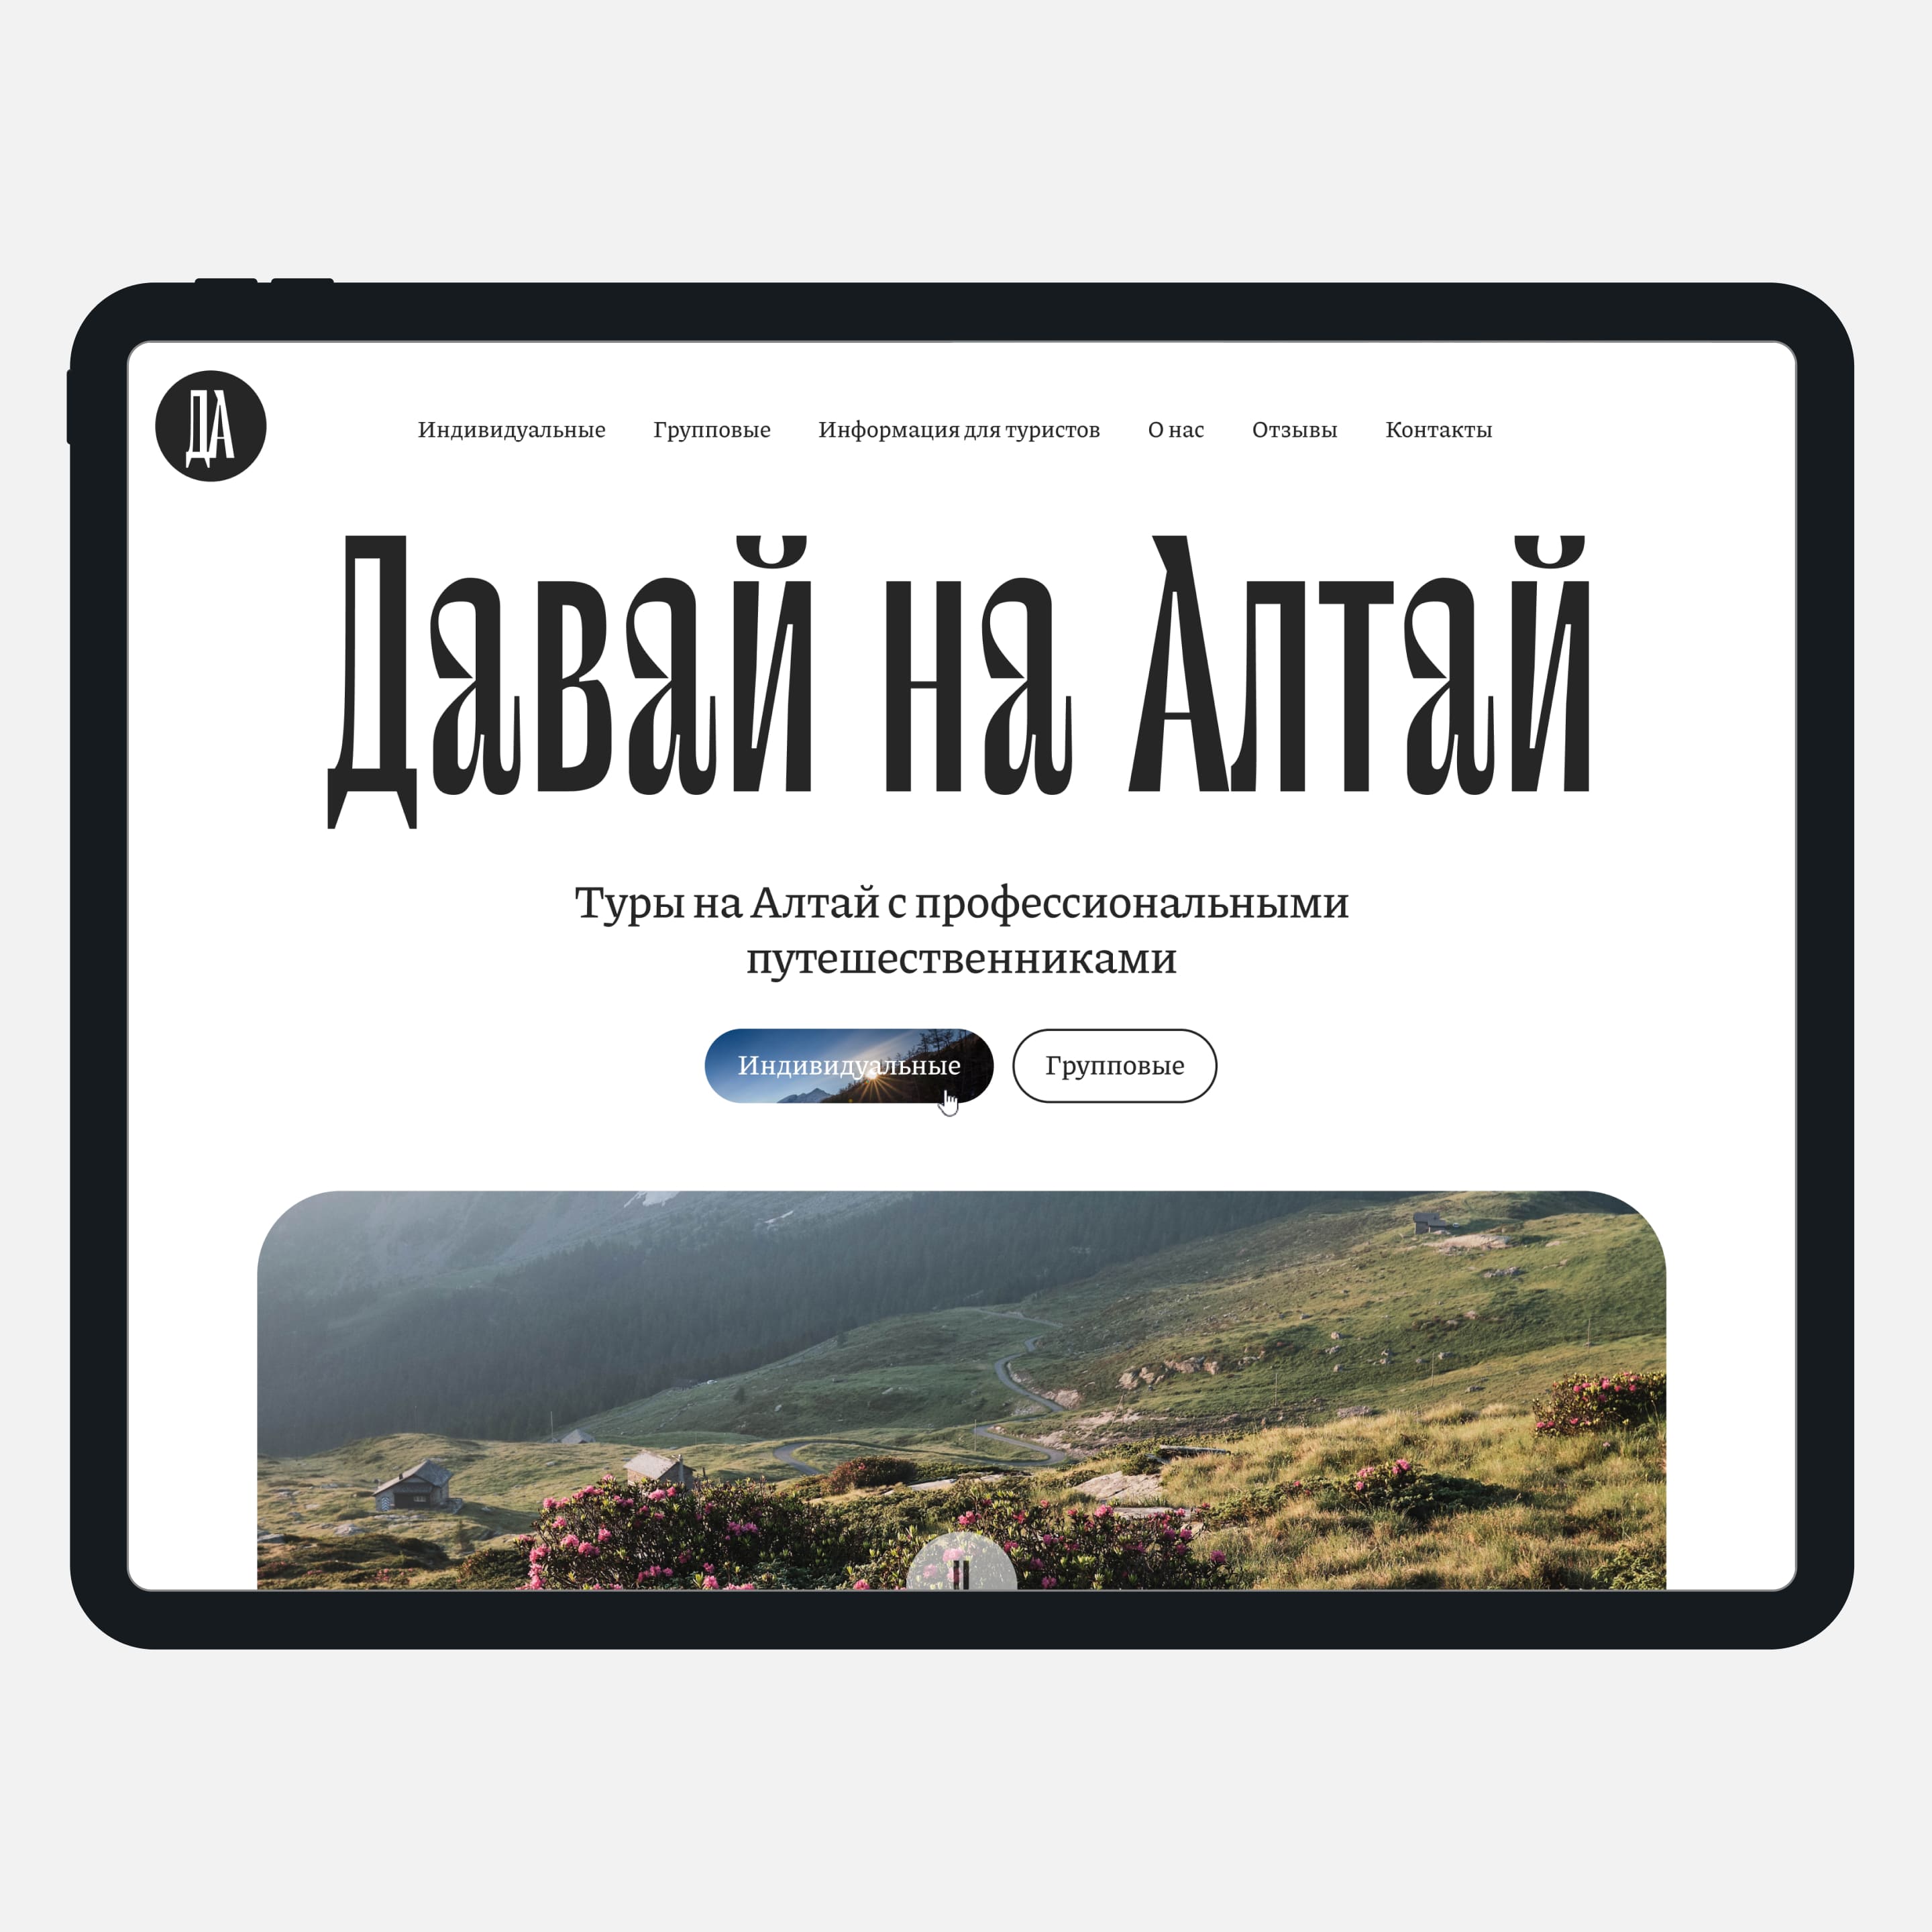 ДА
Индивидуальные Групповые Информация для туристов О нас Отзывы Контакты
Давай на Алтай
Туры на Алтай с профессиональными
путешественниками
Индивидуальные Групповые